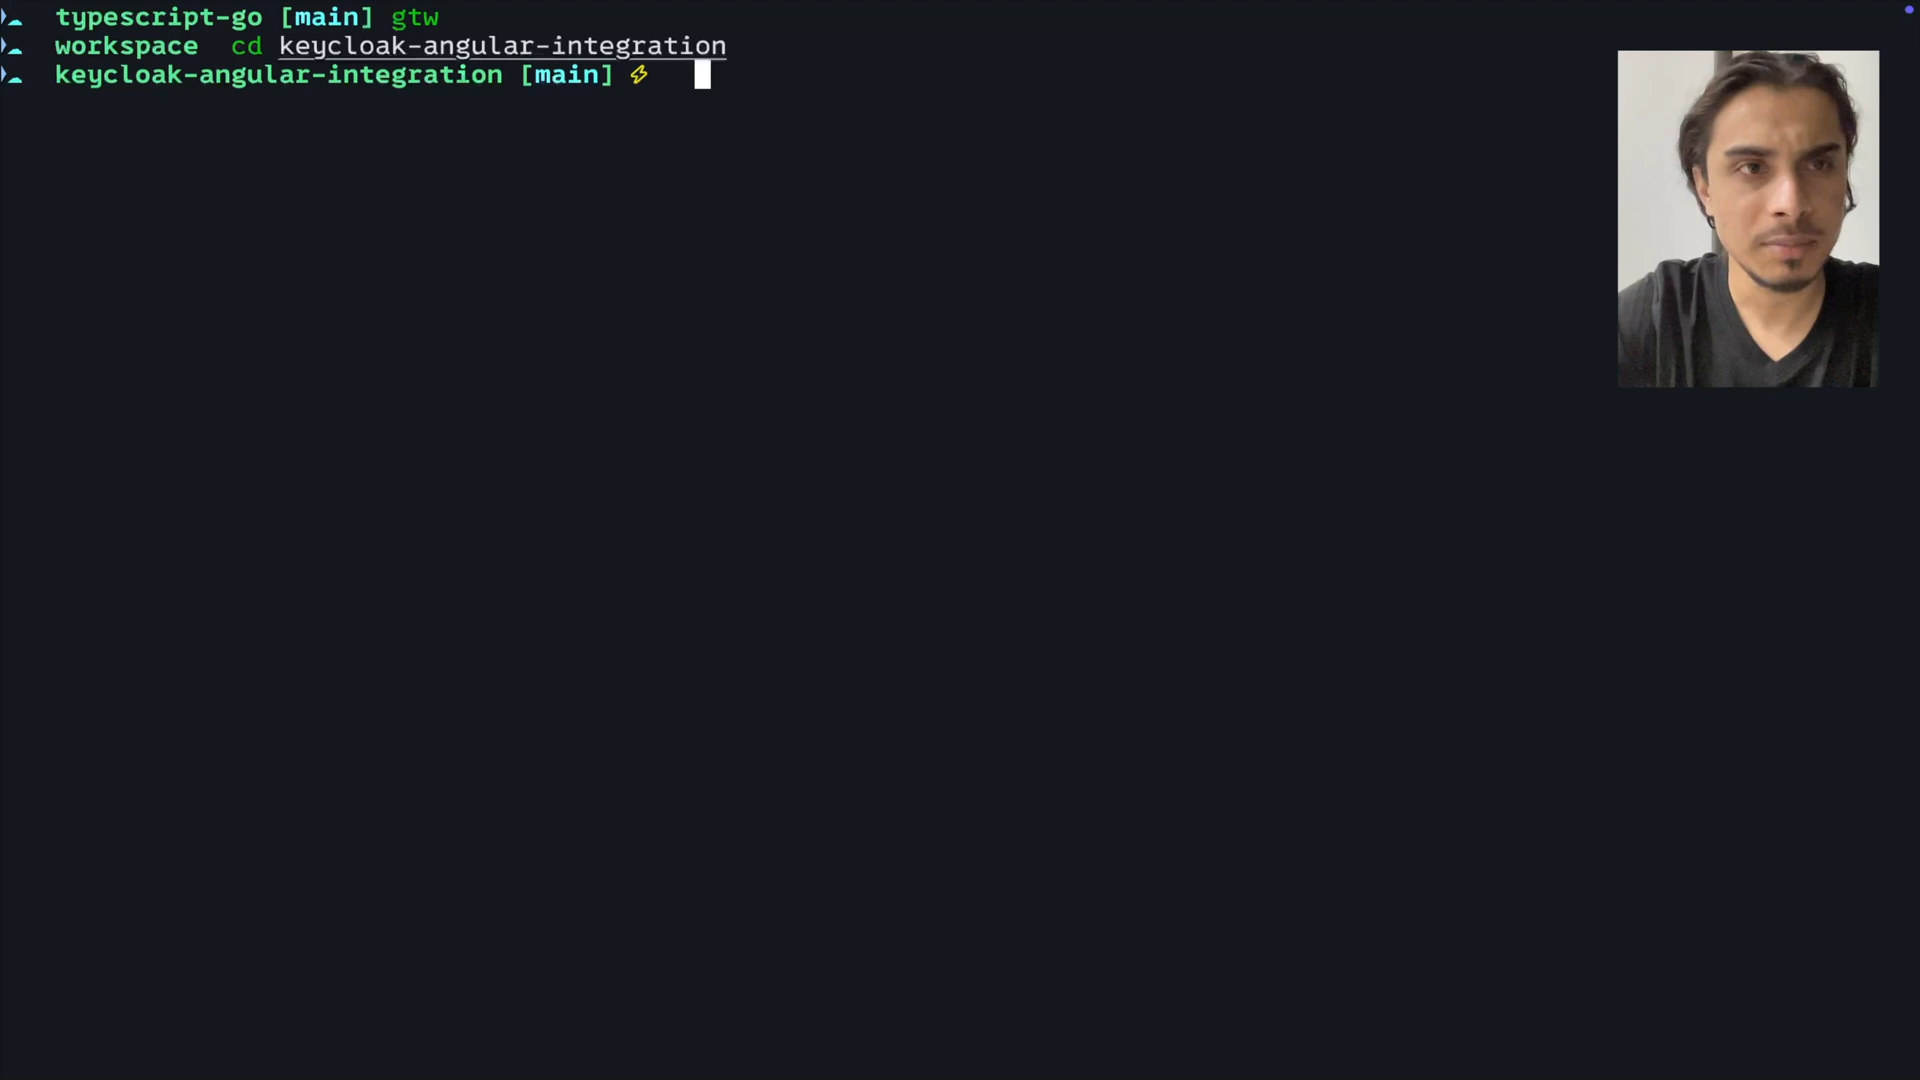 typescript-go [main] gtw
workspace cd keycloak-angular-integration
keycloak-angular-integration [main] ⚡